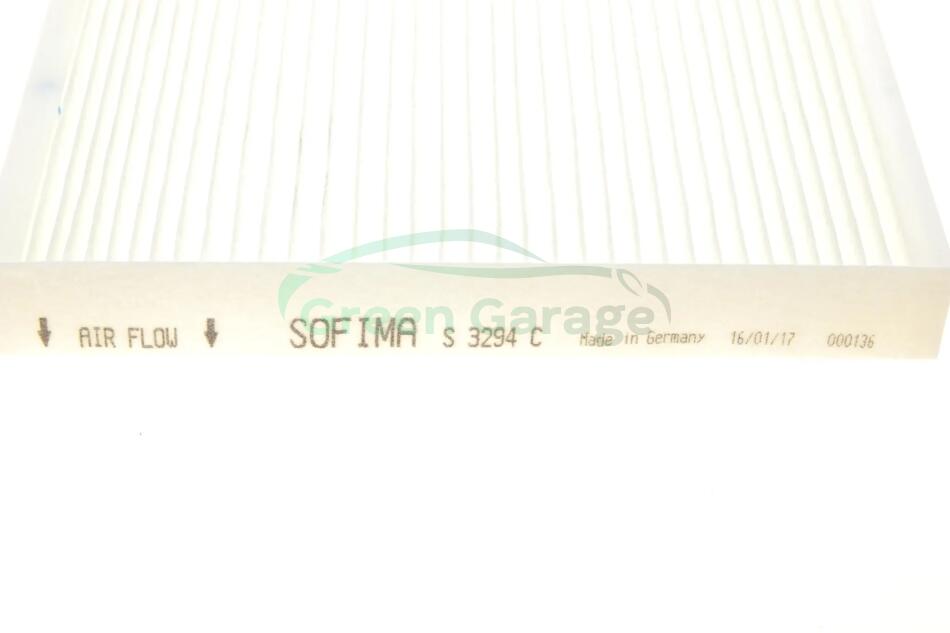 AIR FLOW SOFIMA S 3294 C Made in Germany 16/01/17 000136
Green Garage